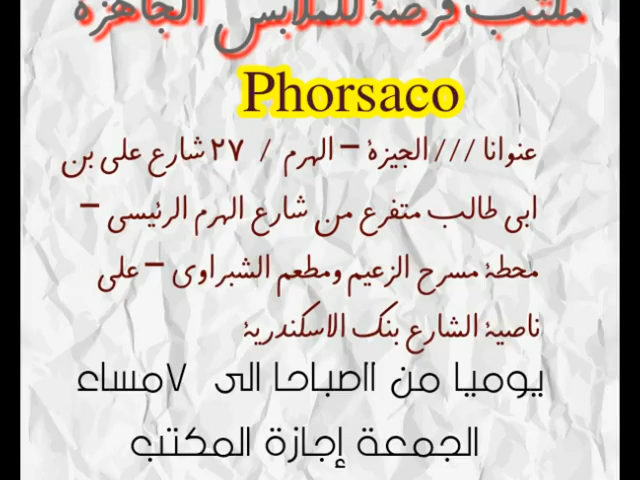 مكتب فرصة للملابس الجاهزة
Phorsaco
عنوانا /// الجيزة – الهرم / ٢٧ شارع على بن
ابى طالب متفرع من شارع الهرم الرئيسى –
محطة مسرح الزعيم ومطعم الشبراوى – على
ناصية الشارع بنك الاسكندرية
يوميا من ١١صباحا الى ٧مساء
الجمعة إجازة المكتب